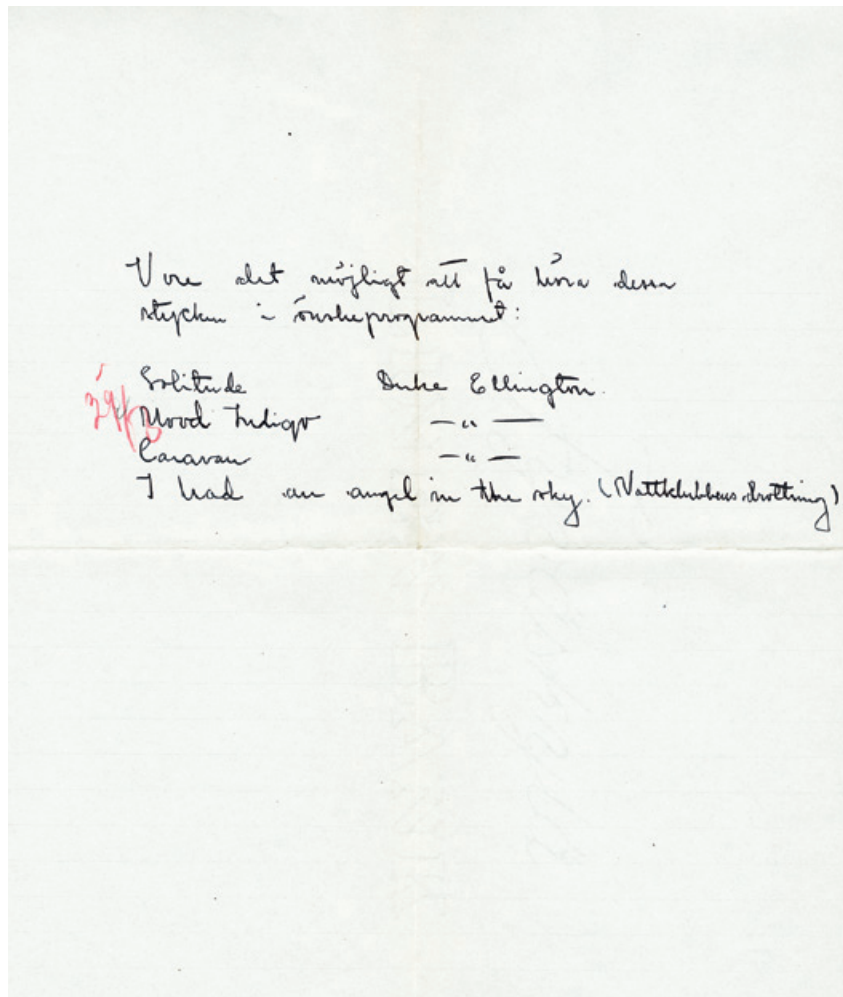 Vore det möjligt att få höra dessa
stycken i önskeprogrammet:
Solitude Duke Ellington.
Mood Indigo —"—
Caravan —"—
I had an angel in the sky. (Nattklubbens drottning)